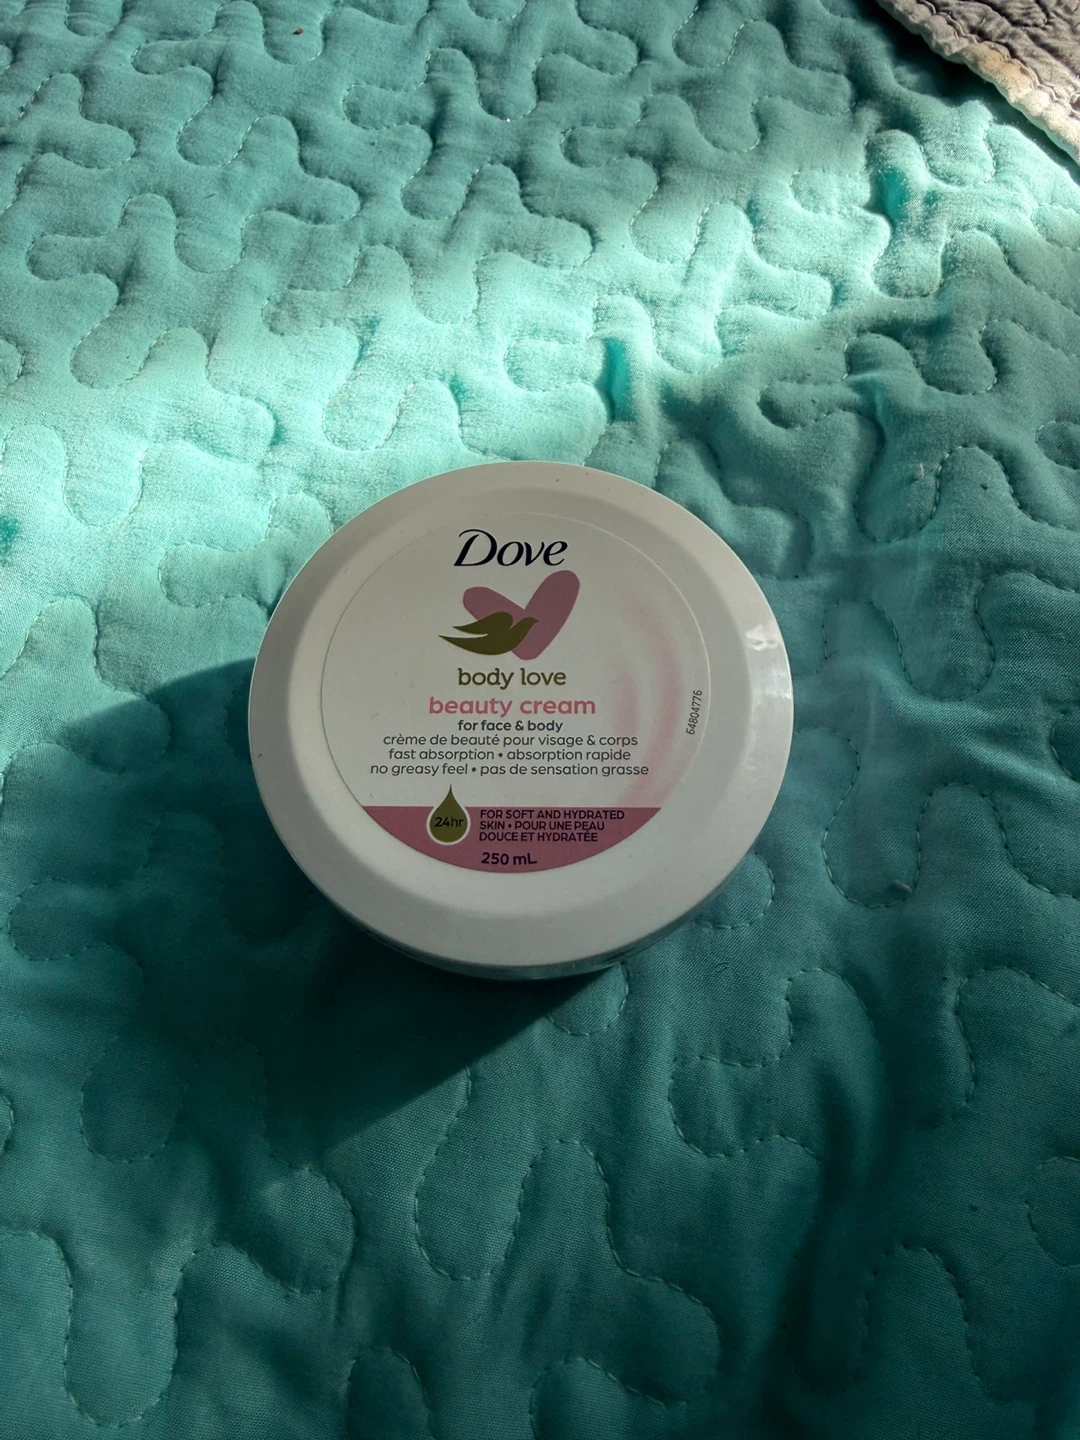 Dove
body love
beauty cream
for face & body
crème de beauté pour visage & corps
fast absorption • absorption rapide
no greasy feel • pas de sensation grasse
64804776
24hr
FOR SOFT AND HYDRATED
SKIN • POUR UNE PEAU
DOUCE ET HYDRATÉE
250 mL